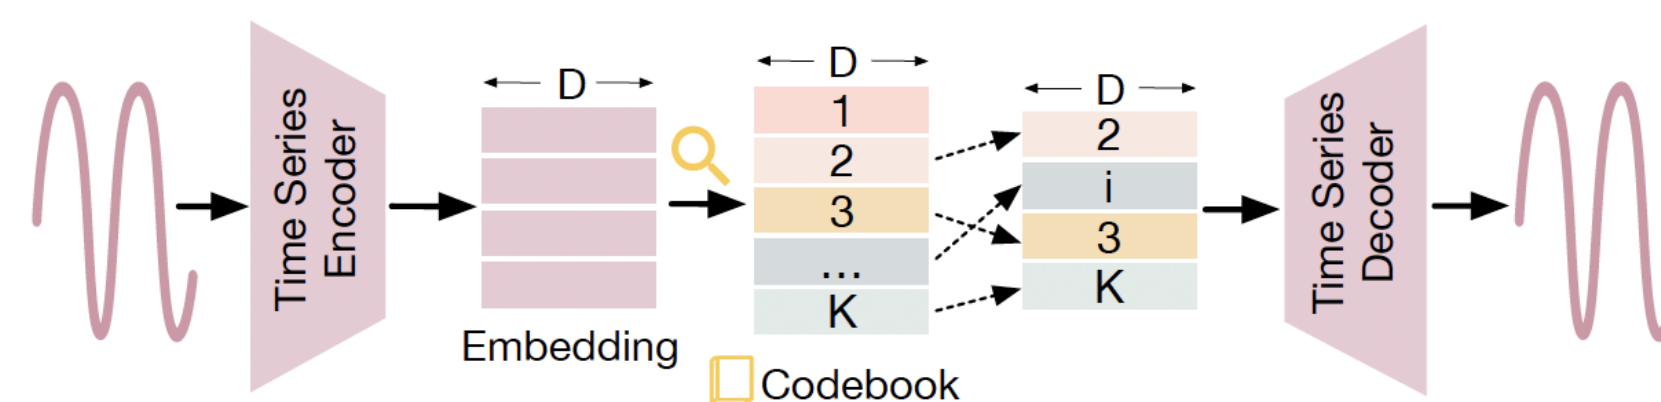 Time Series
Encoder
D
Embedding
D
1
2
3
...
K
Codebook
D
2
i
3
K
Time Series
Decoder